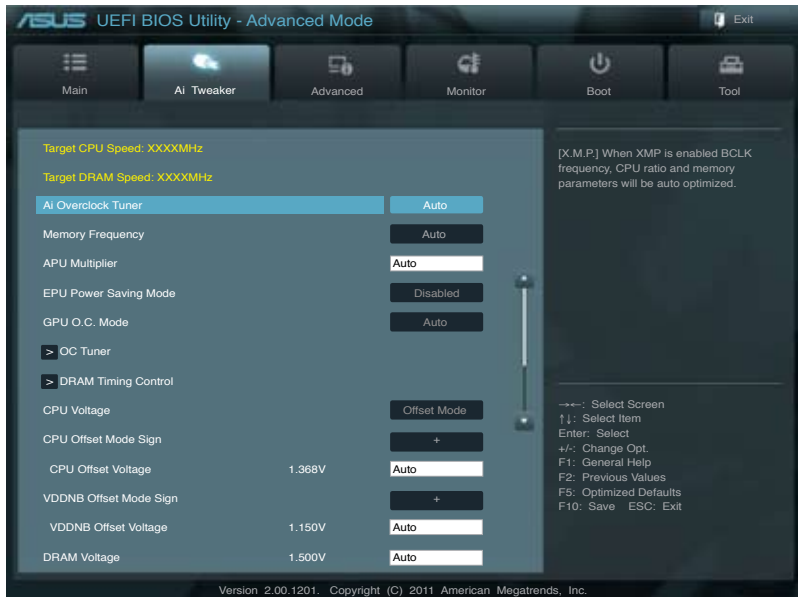 ASUS UEFI BIOS Utility - Advanced Mode
Exit
Main
Ai Tweaker
Advanced
Monitor
Boot
Tool
Target CPU Speed: XXXXMHz
Target DRAM Speed: XXXXMHz
Ai Overclock Tuner Auto
Memory Frequency Auto
APU Multiplier Auto
EPU Power Saving Mode Disabled
GPU O.C. Mode Auto
> OC Tuner
> DRAM Timing Control
CPU Voltage Offset Mode
CPU Offset Mode Sign +
CPU Offset Voltage 1.368V Auto
VDDNB Offset Mode Sign +
VDDNB Offset Voltage 1.150V Auto
DRAM Voltage 1.500V Auto
[X.M.P.] When XMP is enabled BCLK
frequency, CPU ratio and memory
parameters will be auto optimized.
→←: Select Screen
↑↓: Select Item
Enter: Select
+/-: Change Opt.
F1: General Help
F2: Previous Values
F5: Optimized Defaults
F10: Save ESC: Exit
Version 2.00.1201. Copyright (C) 2011 American Megatrends, Inc.